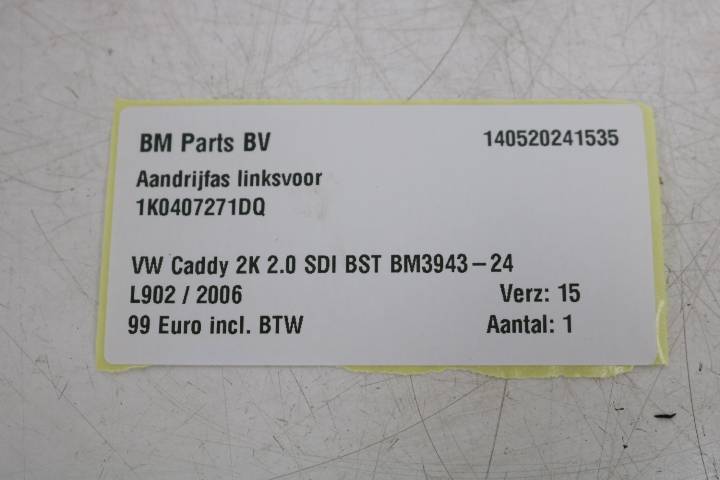 BM Parts BV 140520241535
Aandrijfas linksvoor
1K0407271DQ
VW Caddy 2K 2.0 SDI BST BM3943-24
L902 / 2006 Verz: 15
99 Euro incl. BTW Aantal: 1